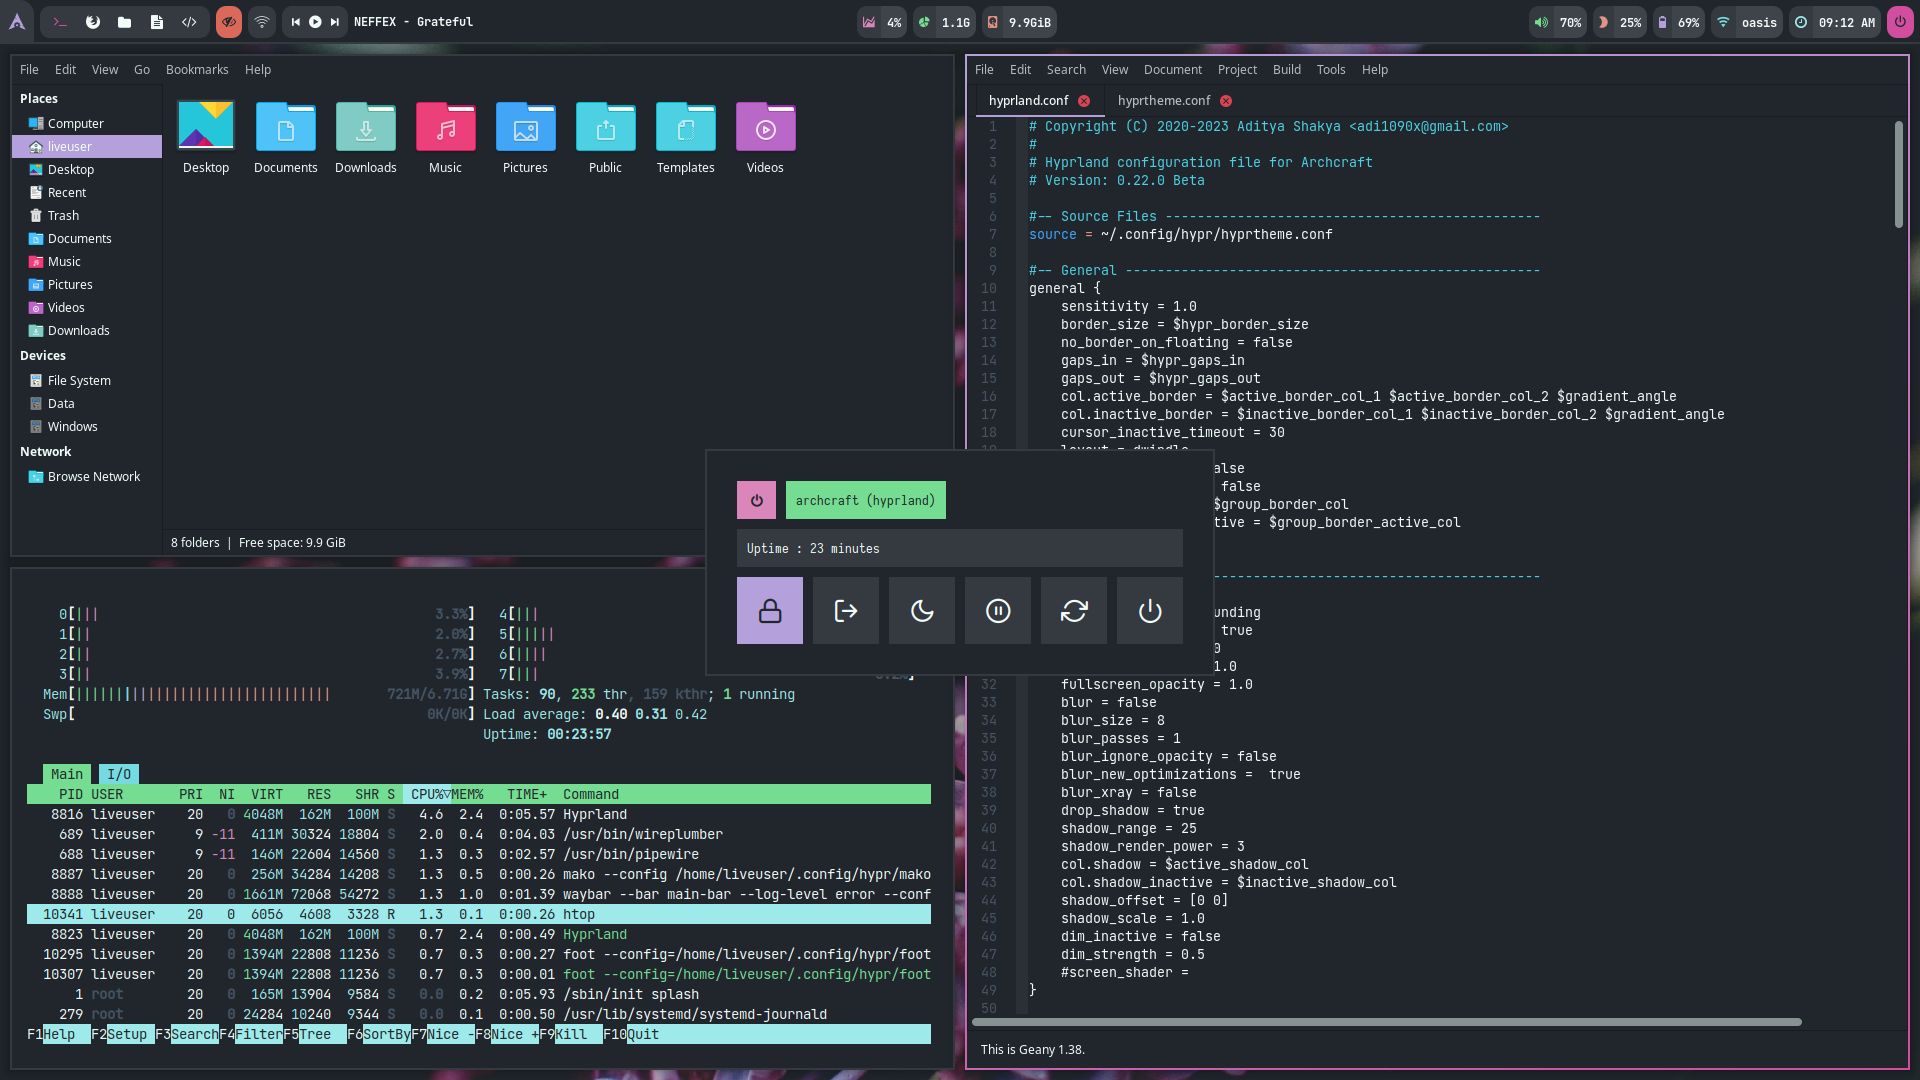 >_ </> NEFFEX - Grateful 4% 1.1G 9.9GiB 70% 25% 69% oasis 09:12 AM
File Edit View Go Bookmarks Help
Places
Computer
liveuser
Desktop
Recent
Trash
Documents
Music
Pictures
Videos
Downloads
Devices
File System
Data
Windows
Network
Browse Network
Desktop Documents Downloads Music Pictures Public Templates Videos
8 folders | Free space: 9.9 GiB
0[||| 3.3%] 4[|||
1[|| 2.0%] 5[|||||
2[|| 2.7%] 6[||||
3[|| 3.9%] 7[|||
Mem[|||||||||||||||||||||||||||||||| 721M/6.71G] Tasks: 90, 233 thr, 159 kthr; 1 running
Swp[ 0K/0K] Load average: 0.40 0.31 0.42
Uptime: 00:23:57
Main I/O
PID USER PRI NI VIRT RES SHR S CPU%▽MEM% TIME+ Command
8816 liveuser 20 0 4048M 162M 100M S 4.6 2.4 0:05.57 Hyprland
689 liveuser 9 -11 411M 30324 18804 S 2.0 0.4 0:04.03 /usr/bin/wireplumber
688 liveuser 9 -11 146M 22604 14560 S 1.3 0.3 0:02.57 /usr/bin/pipewire
8887 liveuser 20 0 256M 34284 14208 S 1.3 0.5 0:00.26 mako --config /home/liveuser/.config/hypr/mako
8888 liveuser 20 0 1661M 72068 54272 S 1.3 1.0 0:01.39 waybar --bar main-bar --log-level error --conf
10341 liveuser 20 0 6056 4608 3328 R 1.3 0.1 0:00.26 htop
8823 liveuser 20 0 4048M 162M 100M S 0.7 2.4 0:00.49 Hyprland
10295 liveuser 20 0 1394M 22808 11236 S 0.7 0.3 0:00.27 foot --config=/home/liveuser/.config/hypr/foot
10307 liveuser 20 0 1394M 22808 11236 S 0.7 0.3 0:00.01 foot --config=/home/liveuser/.config/hypr/foot
1 root 20 0 165M 13904 9584 S 0.0 0.2 0:05.93 /sbin/init splash
279 root 20 0 24284 10240 9344 S 0.0 0.1 0:00.50 /usr/lib/systemd/systemd-journald
F1Help F2Setup F3SearchF4FilterF5Tree F6SortByF7Nice -F8Nice +F9Kill F10Quit
archcraft (hyprland)
Uptime : 23 minutes
File Edit Search View Document Project Build Tools Help
hyprland.conf hyprtheme.conf
1 # Copyright (C) 2020-2023 Aditya Shakya <adi1090x@gmail.com>
2 #
3 # Hyprland configuration file for Archcraft
4 # Version: 0.22.0 Beta
5
6 #-- Source Files -----------------------------------------------
7 source = ~/.config/hypr/hyprtheme.conf
8
9 #-- General ----------------------------------------------------
10 general {
11 sensitivity = 1.0
12 border_size = $hypr_border_size
13 no_border_on_floating = false
14 gaps_in = $hypr_gaps_in
15 gaps_out = $hypr_gaps_out
16 col.active_border = $active_border_col_1 $active_border_col_2 $gradient_angle
17 col.inactive_border = $inactive_border_col_1 $inactive_border_col_2 $gradient_angle
18 cursor_inactive_timeout = 30
19 layout = dwindle
alse
false
$group_border_col
tive = $group_border_active_col
-----------------------------------------
unding
true
0
1.0
32 fullscreen_opacity = 1.0
33 blur = false
34 blur_size = 8
35 blur_passes = 1
36 blur_ignore_opacity = false
37 blur_new_optimizations = true
38 blur_xray = false
39 drop_shadow = true
40 shadow_range = 25
41 shadow_render_power = 3
42 col.shadow = $active_shadow_col
43 col.shadow_inactive = $inactive_shadow_col
44 shadow_offset = [0 0]
45 shadow_scale = 1.0
46 dim_inactive = false
47 dim_strength = 0.5
48 #screen_shader =
49 }
50
This is Geany 1.38.